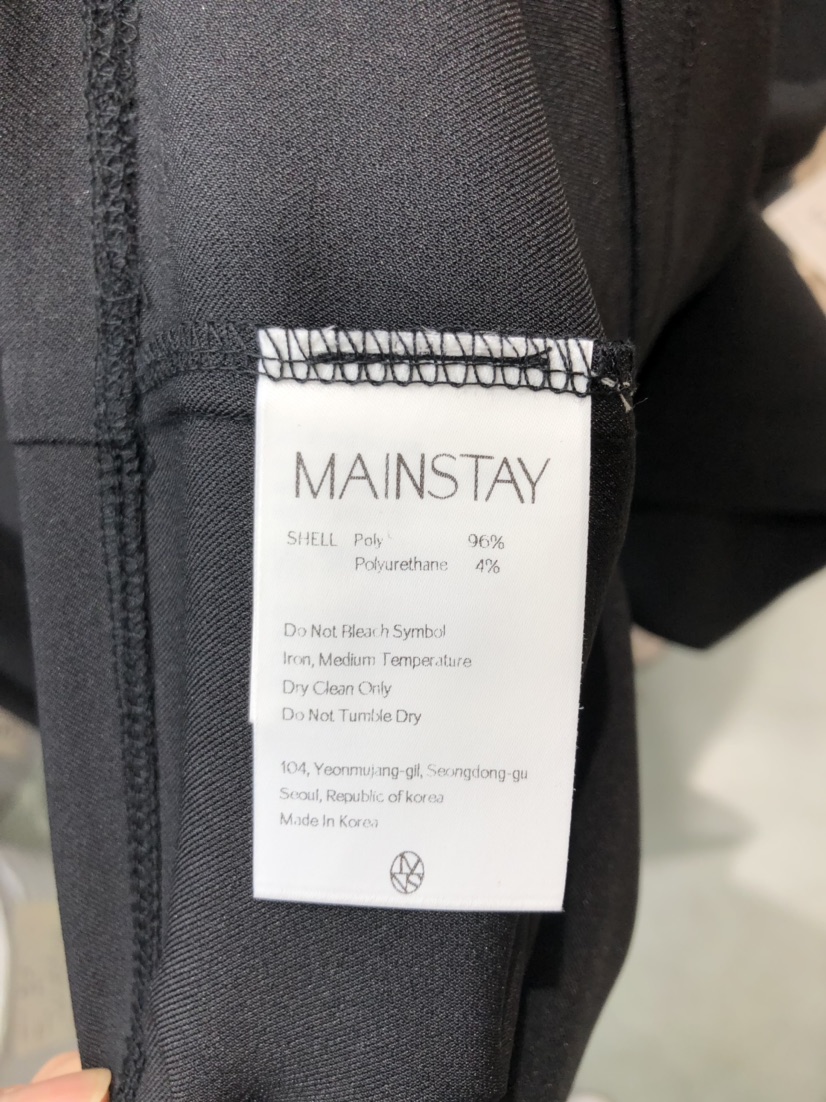 MAINSTAY
SHELL Poly 96%
Polyurethane 4%
Do Not Bleach Symbol
Iron, Medium Temperature
Dry Clean Only
Do Not Tumble Dry
104, Yeonmujang-gil, Seongdong-gu
Seoul, Republic of korea
Made In Korea